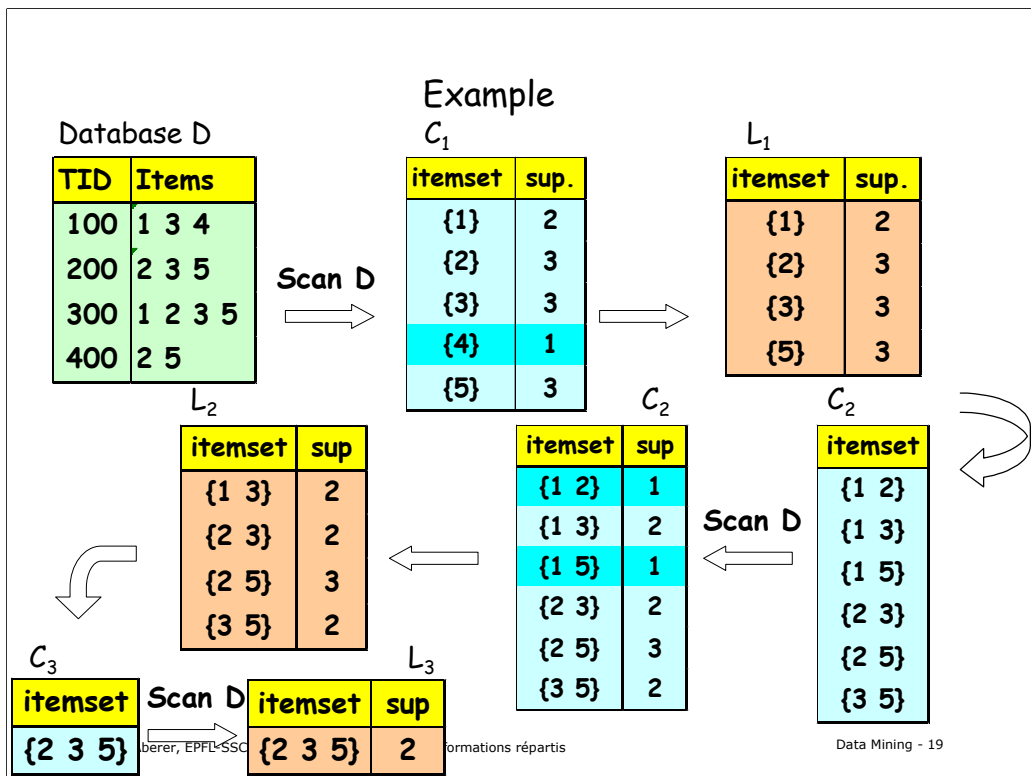 Example
Database D
TID Items
100 1 3 4
200 2 3 5
300 1 2 3 5
400 2 5
Scan D
C1
itemset sup.
{1} 2
{2} 3
{3} 3
{4} 1
{5} 3
L1
itemset sup.
{1} 2
{2} 3
{3} 3
{5} 3
C2
itemset
{1 2}
{1 3}
{1 5}
{2 3}
{2 5}
{3 5}
Scan D
C2
itemset sup
{1 2} 1
{1 3} 2
{1 5} 1
{2 3} 2
{2 5} 3
{3 5} 2
L2
itemset sup
{1 3} 2
{2 3} 2
{2 5} 3
{3 5} 2
C3
itemset
{2 3 5}
Scan D
L3
itemset sup
{2 3 5} 2
berer, EPFL-SSC formations répartis
Data Mining - 19